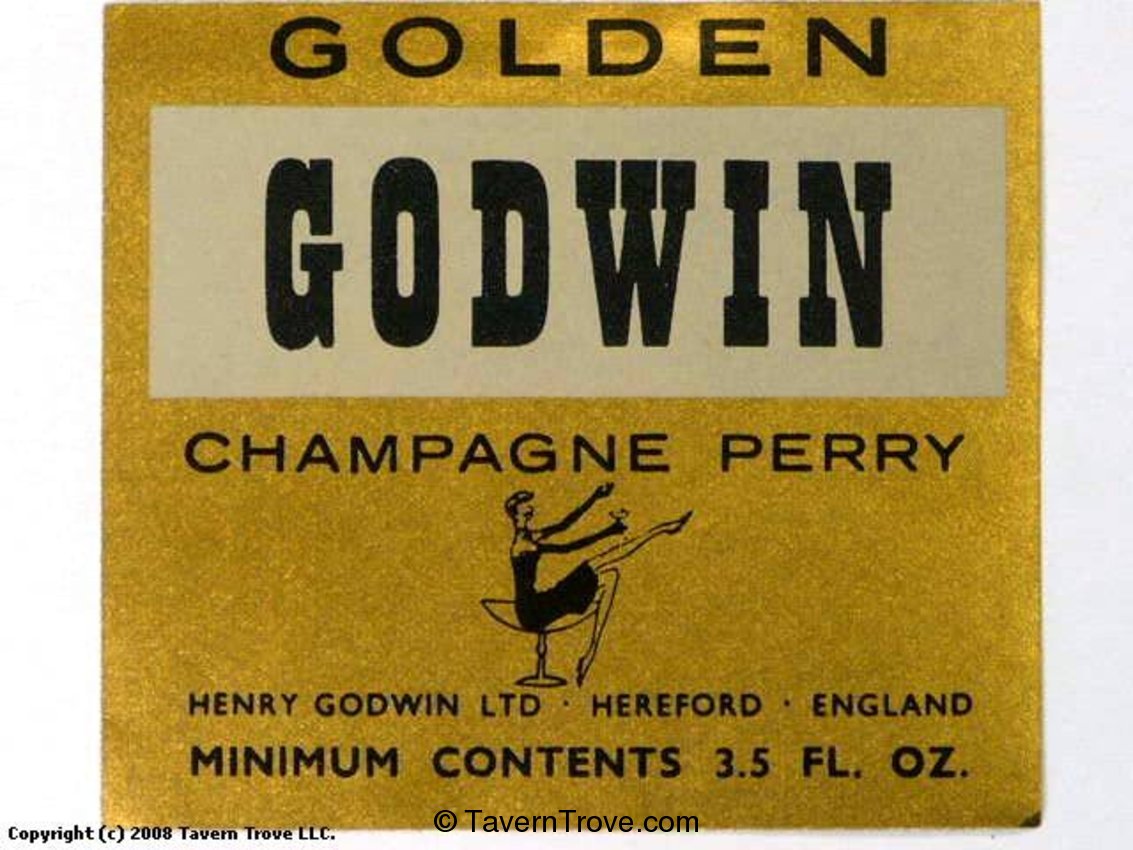 GOLDEN
GODWIN
CHAMPAGNE PERRY
HENRY GODWIN LTD · HEREFORD · ENGLAND
MINIMUM CONTENTS 3.5 FL. OZ.
© TavernTrove.com
Copyright (c) 2008 Tavern Trove LLC.